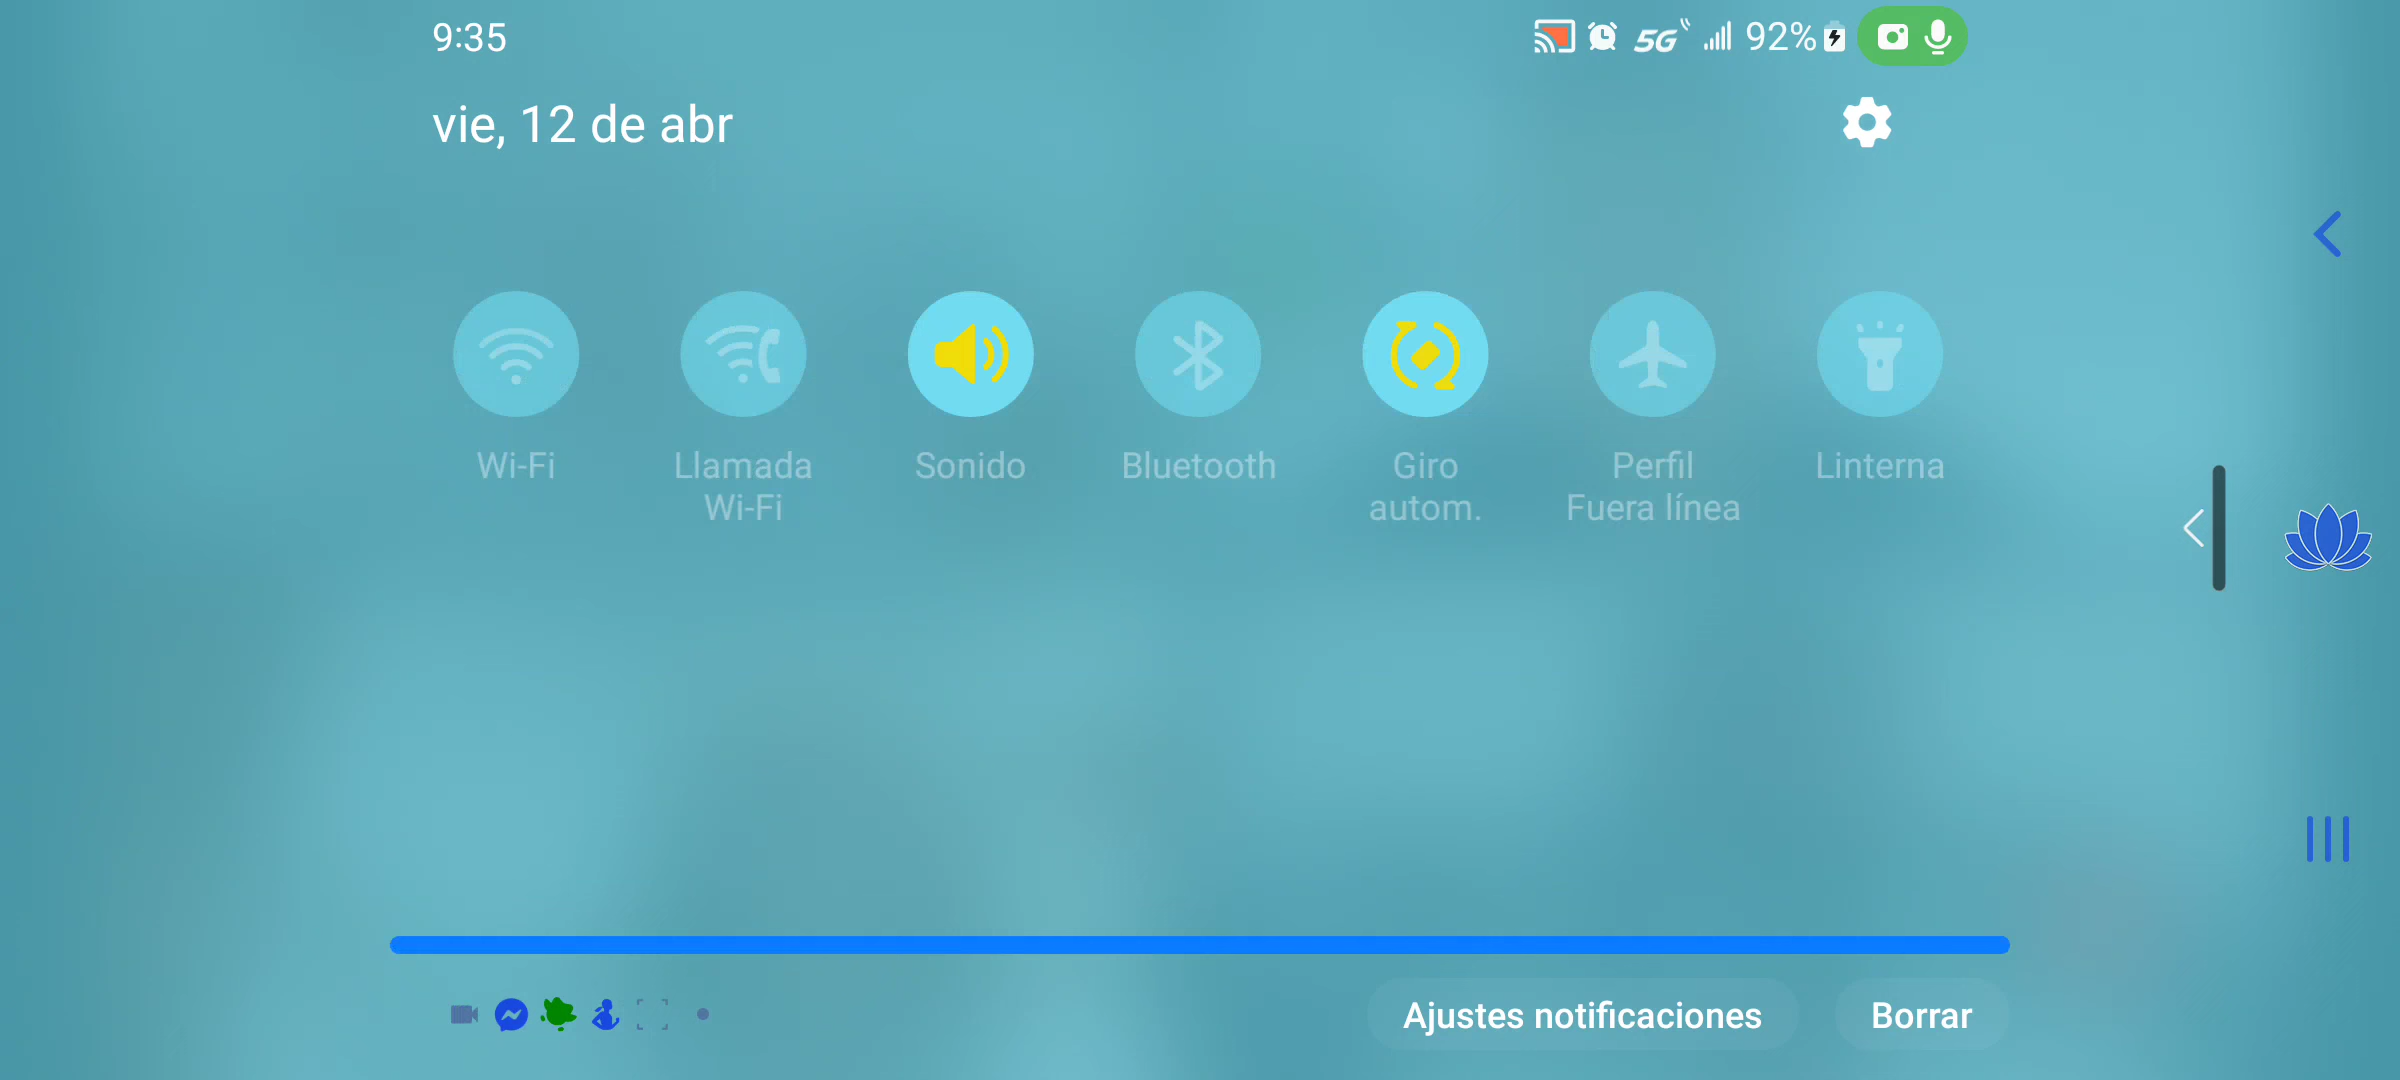 9:35
5G 92%
vie, 12 de abr
Wi-Fi
Llamada
Wi-Fi
Sonido
Bluetooth
Giro
autom.
Perfil
Fuera línea
Linterna
Ajustes notificaciones
Borrar